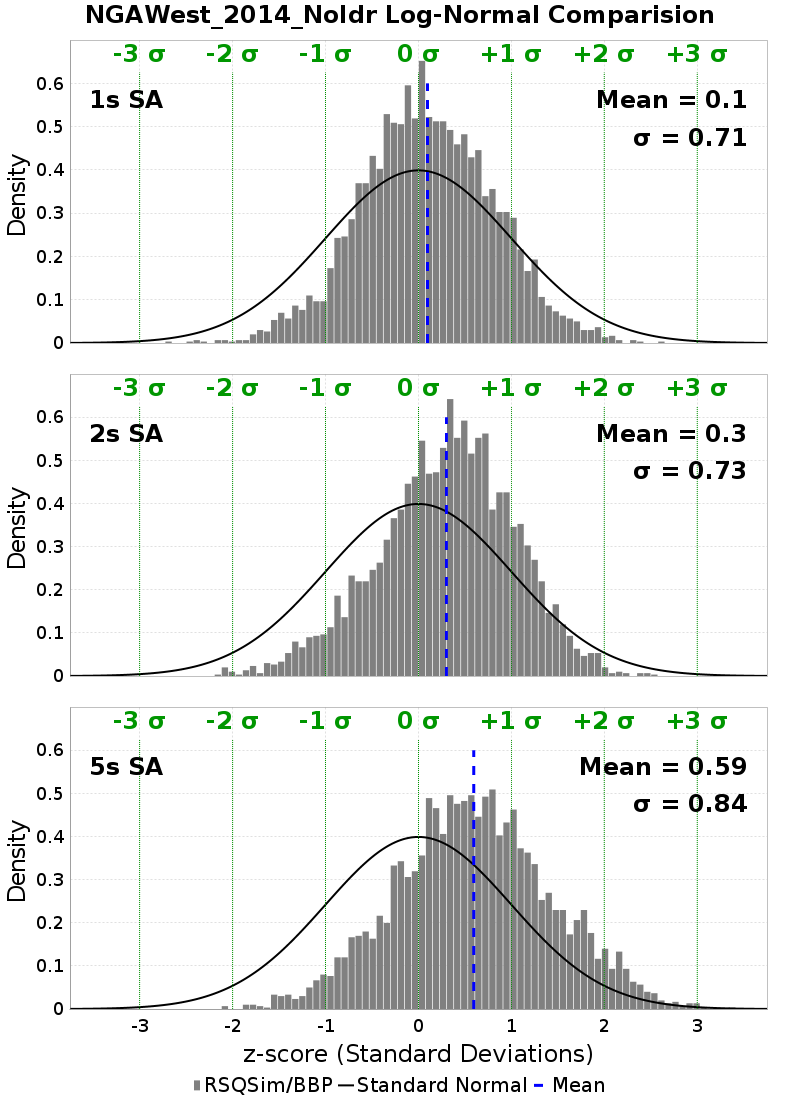 NGAWest_2014_NoIdr Log-Normal Comparision
-3 σ -2 σ -1 σ 0 σ +1 σ +2 σ +3 σ
1s SA
Mean = 0.1
σ = 0.71
Density
0.6
0.5
0.4
0.3
0.2
0.1
0
-3 σ -2 σ -1 σ 0 σ +1 σ +2 σ +3 σ
2s SA
Mean = 0.3
σ = 0.73
Density
0.6
0.5
0.4
0.3
0.2
0.1
0
-3 σ -2 σ -1 σ 0 σ +1 σ +2 σ +3 σ
5s SA
Mean = 0.59
σ = 0.84
Density
0.6
0.5
0.4
0.3
0.2
0.1
0
-3 -2 -1 0 1 2 3
z-score (Standard Deviations)
RSQSim/BBP Standard Normal Mean